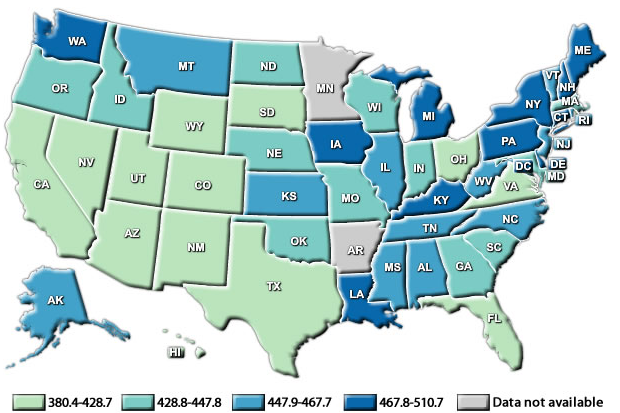 WA
ME
MT
ND
VT
MN
OR
NH
ID
WI
MA
NY
SD
MI
CT
RI
WY
IA
PA
NJ
NE
OH
NV
IL
IN
DC
DE
UT
WV
MD
CO
CA
VA
KS
MO
KY
NC
TN
AZ
OK
NM
AR
SC
MS
AL
GA
TX
LA
AK
FL
HI
380.4-428.7
428.8-447.8
447.9-467.7
467.8-510.7
Data not available